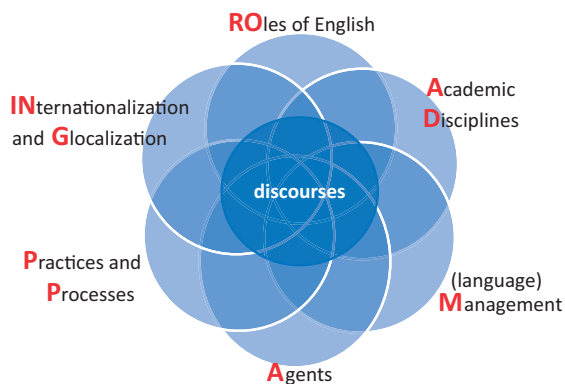 ROles of English
Academic
Disciplines
INternationalization
and Glocalization
discourses
Practices and
Processes
(language)
Management
Agents